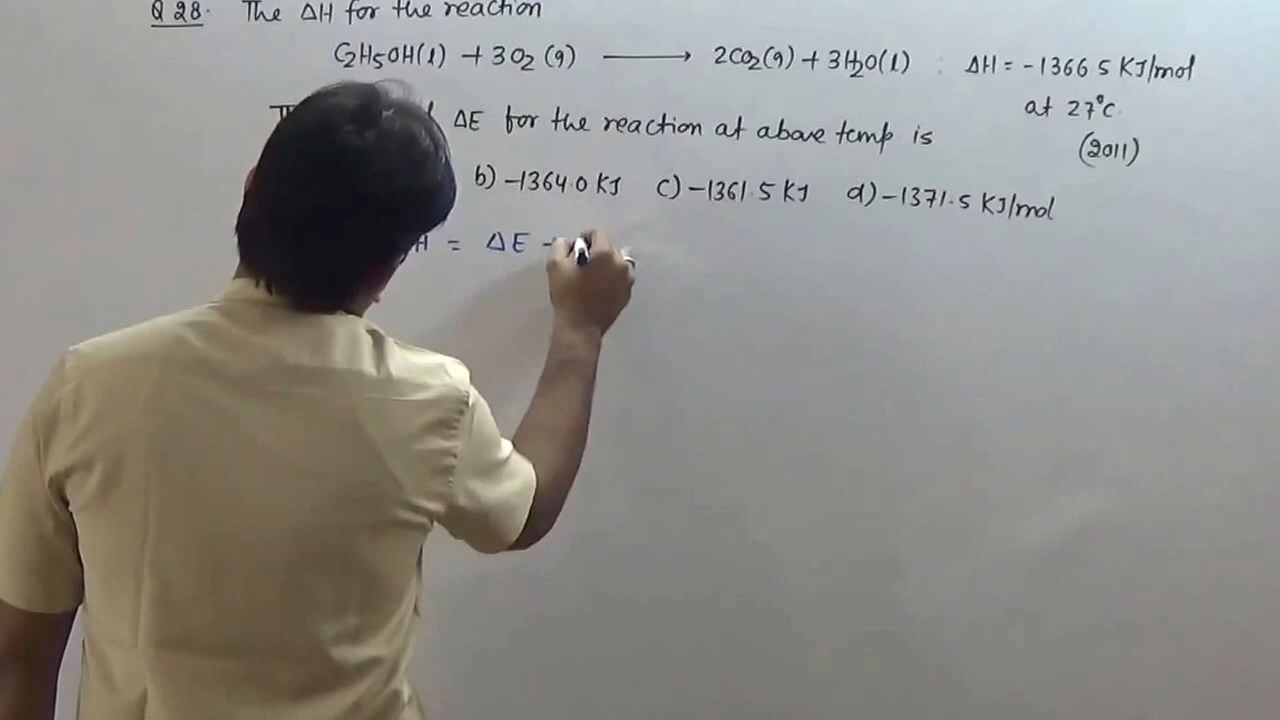 Q 28. The ΔH for the reaction
C2H5OH(l) + 3O2(g) ⟶ 2CO2(g) + 3H2O(l) : ΔH = -1366 5 KJ/mol
at 27°C.
ΔE for the reaction at above temp is
(2011)
b) -1364.0 KJ c) -1361.5 KJ d) -1371.5 KJ/mol
H = ΔE